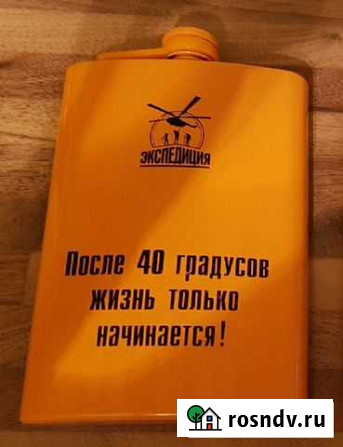 ЭКСПЕДИЦИЯ
После 40 градусов
жизнь только
начинается!
rosndv.ru